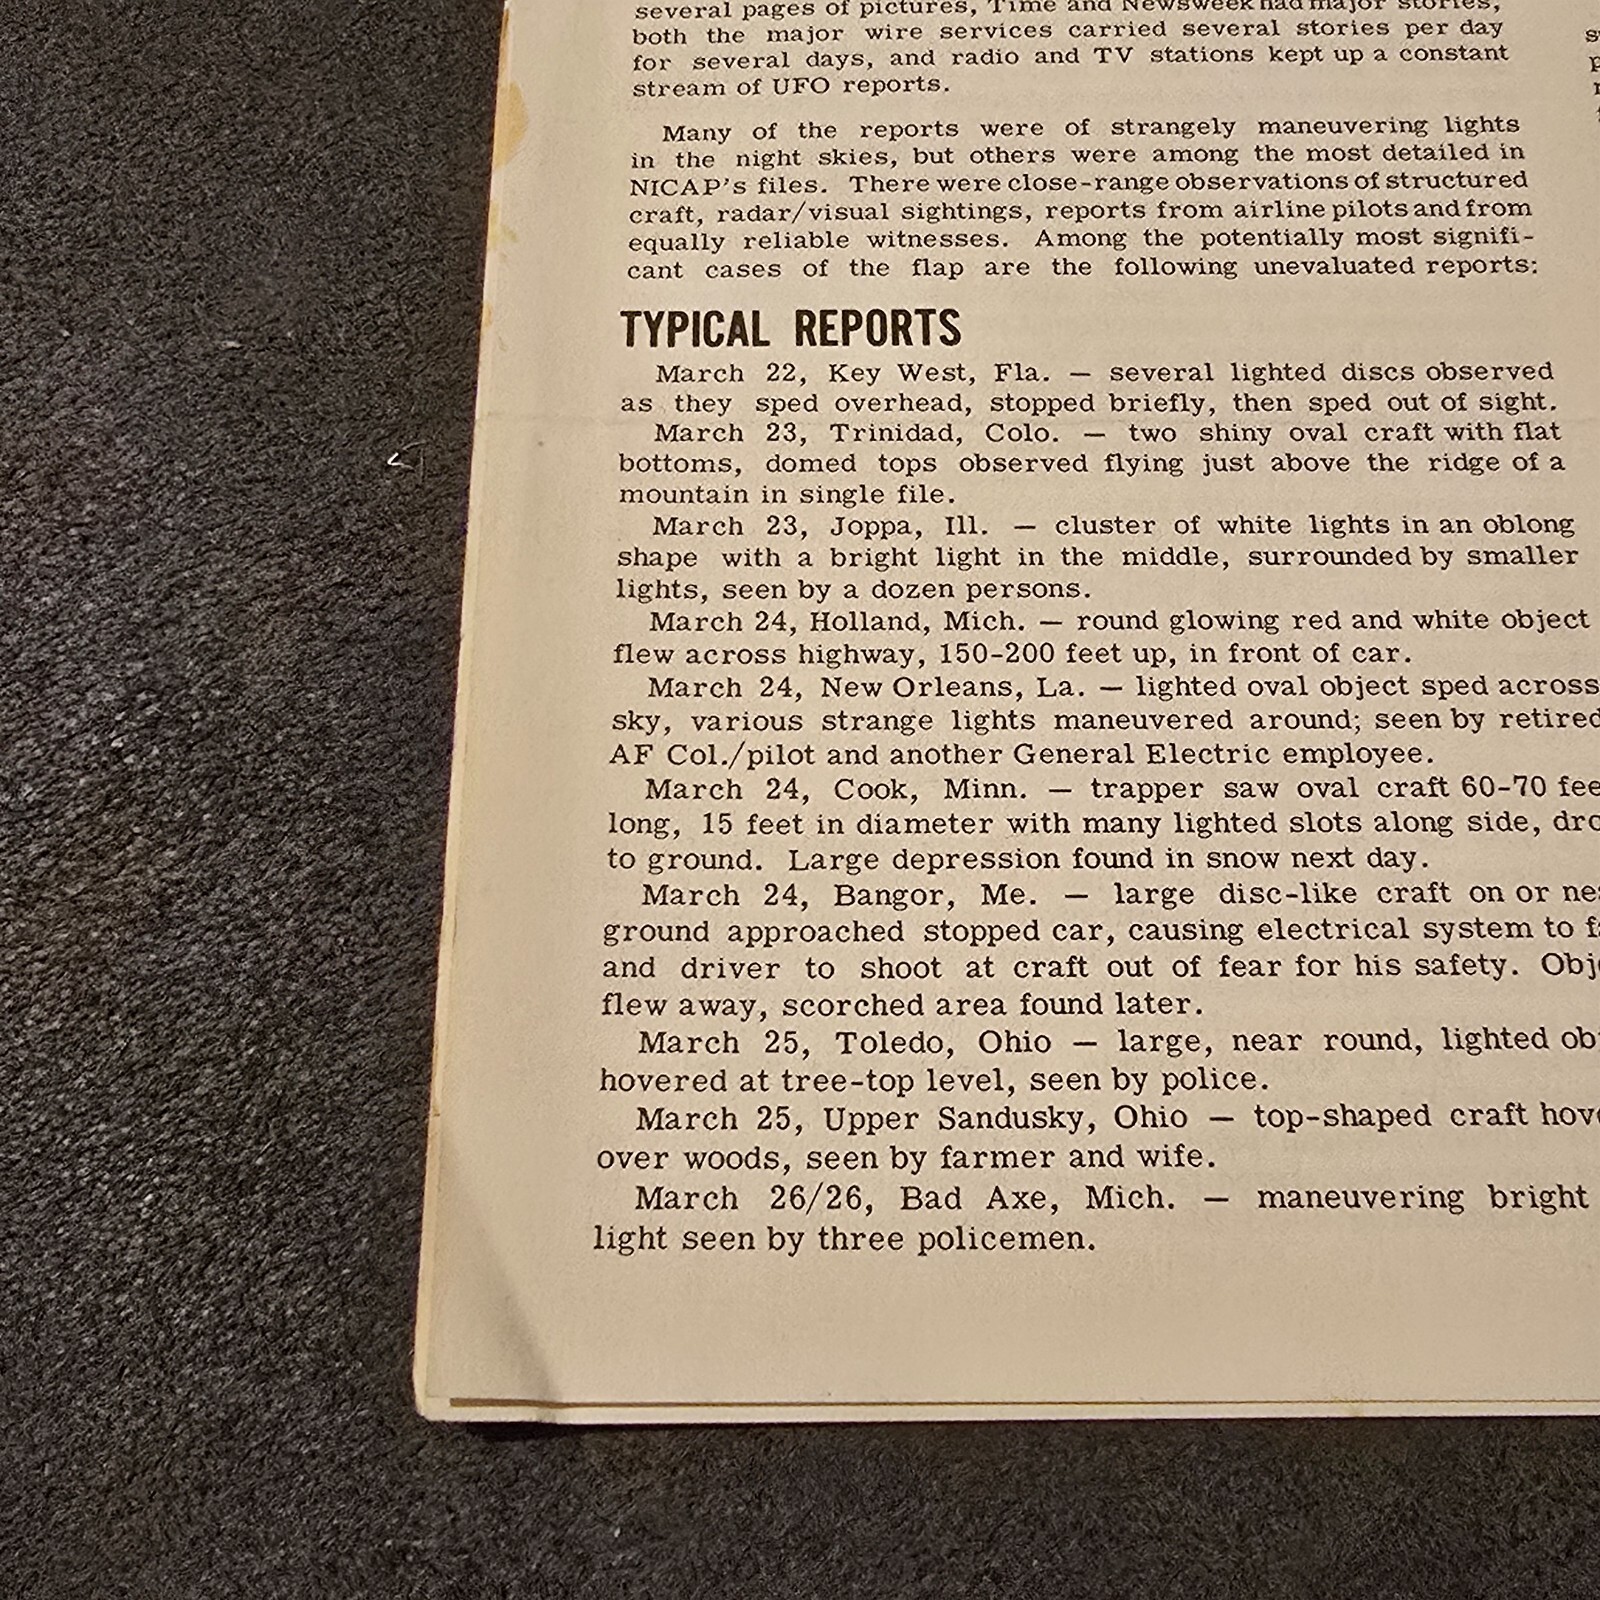 several pages of pictures, Time and Newsweek had major stories,
both the major wire services carried several stories per day
for several days, and radio and TV stations kept up a constant
stream of UFO reports.
Many of the reports were of strangely maneuvering lights
in the night skies, but others were among the most detailed in
NICAP's files. There were close-range observations of structured
craft, radar/visual sightings, reports from airline pilots and from
equally reliable witnesses. Among the potentially most signifi-
cant cases of the flap are the following unevaluated reports:
TYPICAL REPORTS
March 22, Key West, Fla. — several lighted discs observed
as they sped overhead, stopped briefly, then sped out of sight.
March 23, Trinidad, Colo. — two shiny oval craft with flat
bottoms, domed tops observed flying just above the ridge of a
mountain in single file.
March 23, Joppa, Ill. — cluster of white lights in an oblong
shape with a bright light in the middle, surrounded by smaller
lights, seen by a dozen persons.
March 24, Holland, Mich. — round glowing red and white object
flew across highway, 150-200 feet up, in front of car.
March 24, New Orleans, La. — lighted oval object sped across
sky, various strange lights maneuvered around; seen by retired
AF Col./pilot and another General Electric employee.
March 24, Cook, Minn. — trapper saw oval craft 60-70
long, 15 feet in diameter with many lighted slots along side,
to ground. Large depression found in snow next day.
March 24, Bangor, Me. — large disc-like craft on or
ground approached stopped car, causing electrical system to
and driver to shoot at craft out of fear for his safety.
flew away, scorched area found later.
March 25, Toledo, Ohio — large, near round, lighted
hovered at tree-top level, seen by police.
March 25, Upper Sandusky, Ohio — top-shaped craft
over woods, seen by farmer and wife.
March 26/26, Bad Axe, Mich. — maneuvering bright
light seen by three policemen.